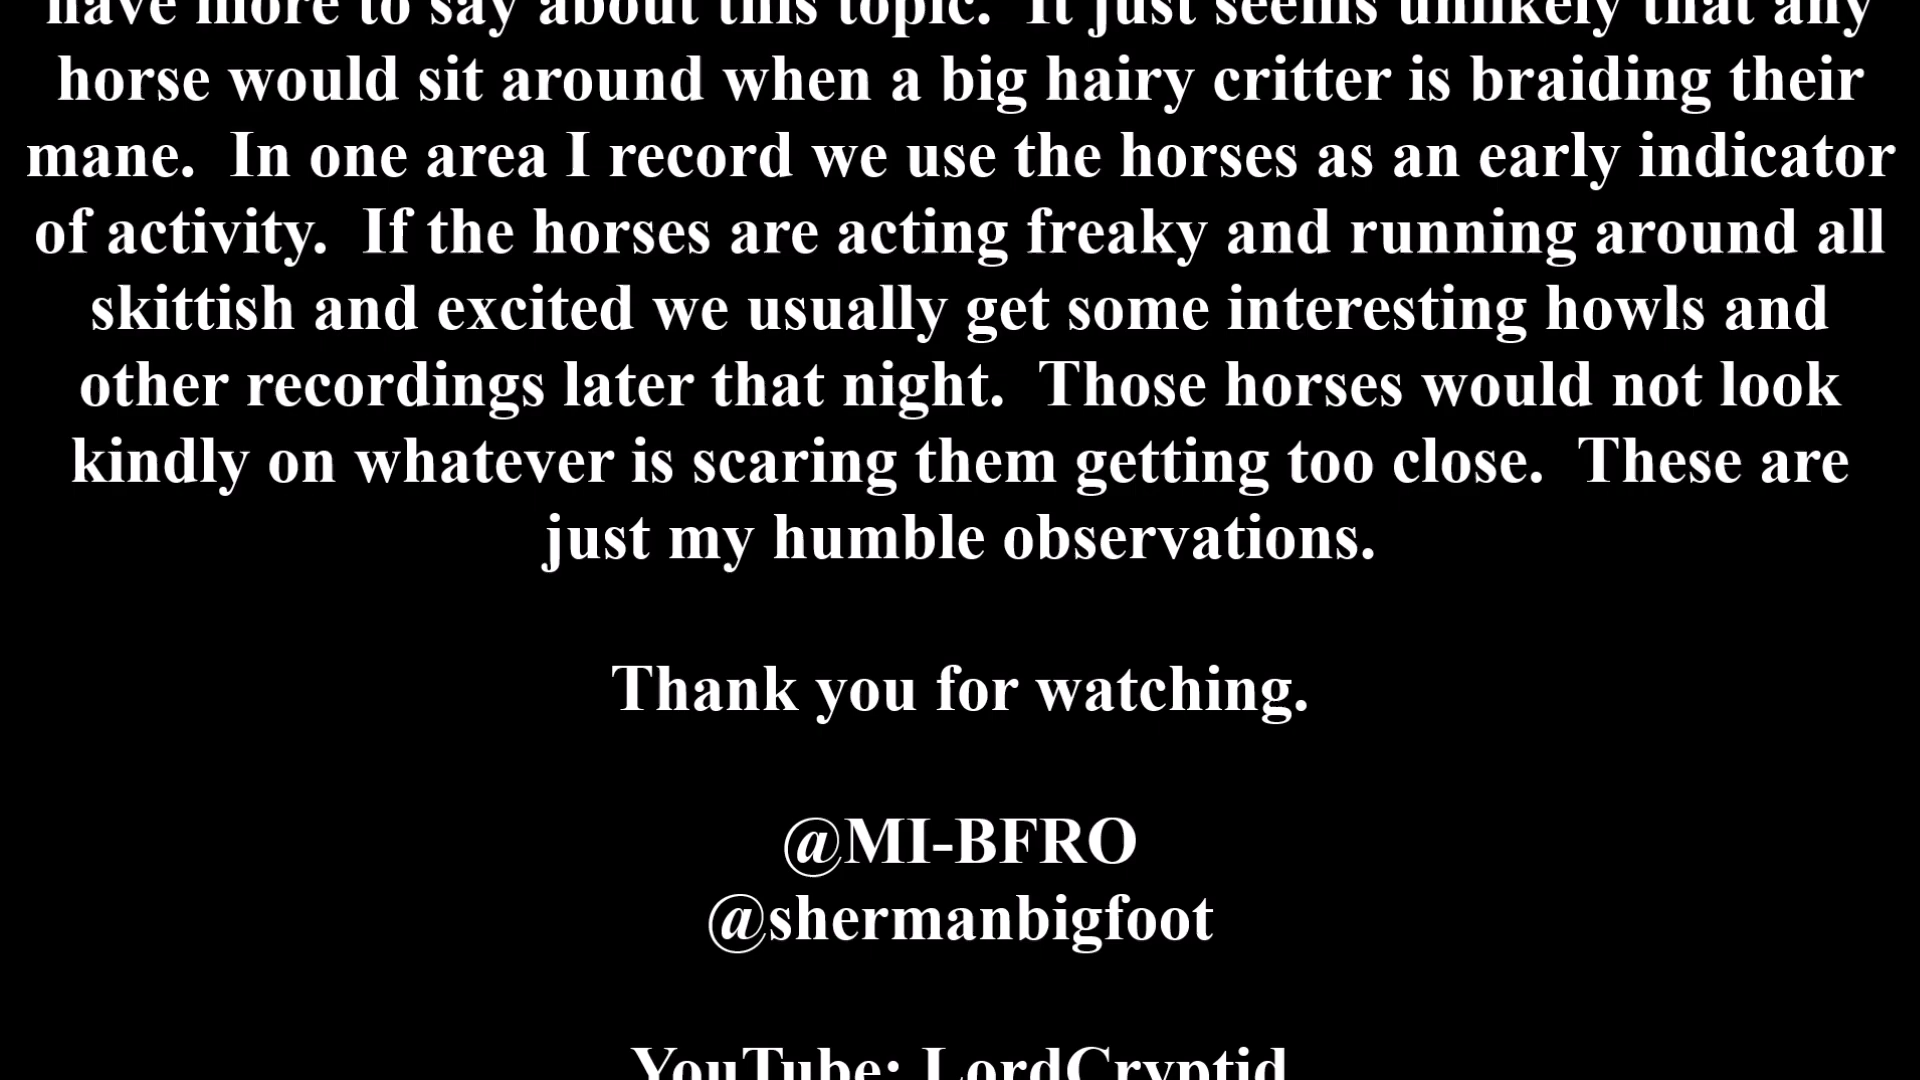 have more to say about this topic.  It just seems unlikely that any
horse would sit around when a big hairy critter is braiding their
mane.  In one area I record we use the horses as an early indicator
of activity.  If the horses are acting freaky and running around all
skittish and excited we usually get some interesting howls and
other recordings later that night.  Those horses would not look
kindly on whatever is scaring them getting too close.  These are
just my humble observations.
Thank you for watching.
@MI-BFRO
@shermanbigfoot
YouTube: LordCryptid